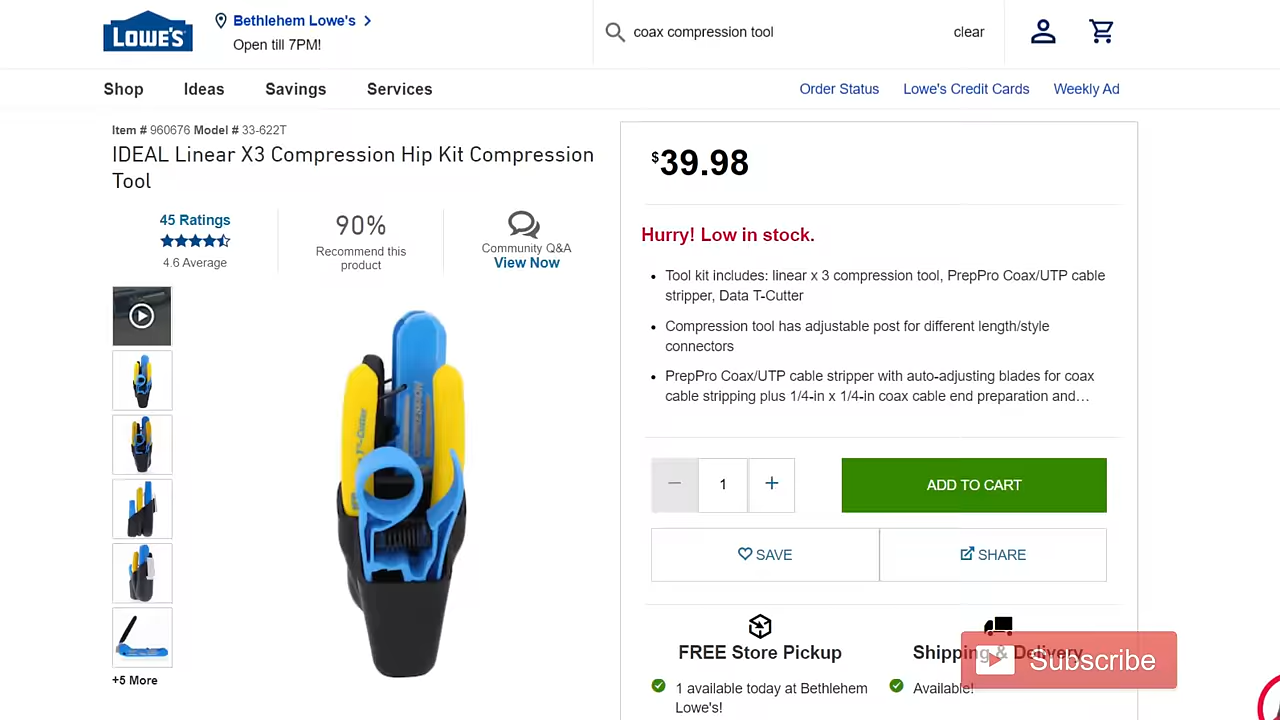 LOWE'S
Bethlehem Lowe's
Open till 7PM!
coax compression tool
clear
Shop
Ideas
Savings
Services
Order Status
Lowe's Credit Cards
Weekly Ad
Item # 960676 Model # 33-622T
IDEAL Linear X3 Compression Hip Kit Compression
Tool
45 Ratings
4.6 Average
90%
Recommend this
product
Community Q&A
View Now
+5 More
T-Cutter
$39.98
Hurry! Low in stock.
• Tool kit includes: linear x 3 compression tool, PrepPro Coax/UTP cable
stripper, Data T-Cutter
• Compression tool has adjustable post for different length/style
connectors
• PrepPro Coax/UTP cable stripper with auto-adjusting blades for coax
cable stripping plus 1/4-in x 1/4-in coax cable end preparation and…
1
ADD TO CART
SAVE
SHARE
FREE Store Pickup
1 available today at Bethlehem
Lowe's!
Shipping & Delivery
Available!
Subscribe